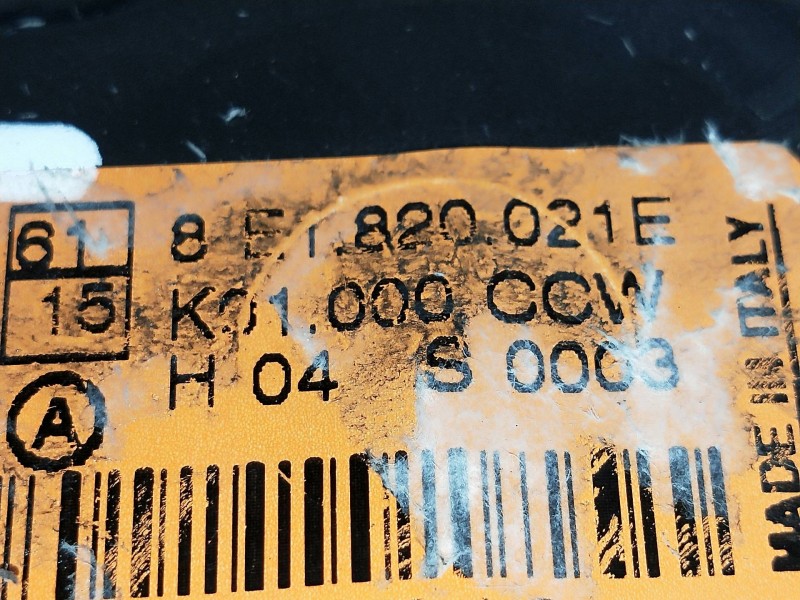 61
15
8 E1.820.021E
K01.000 CCW
H 04 S 0003
A
MADE IN ITALY